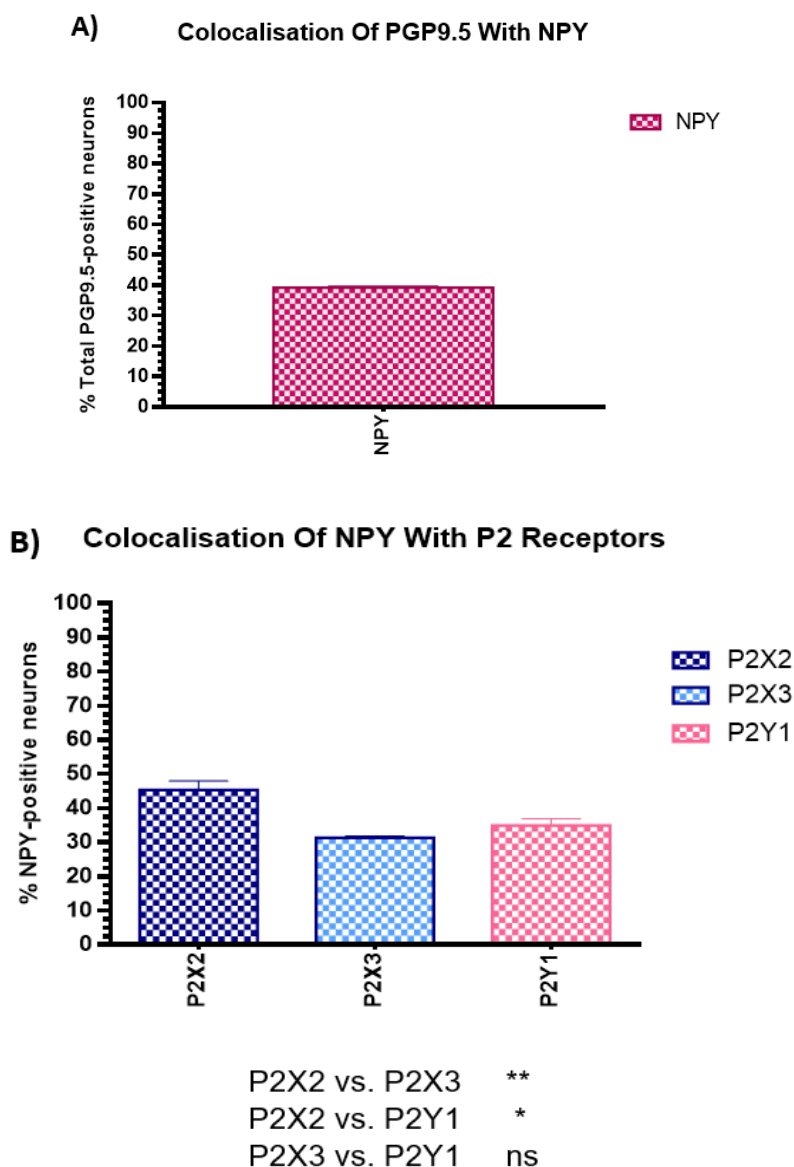 A)
Colocalisation Of PGP9.5 With NPY
% Total PGP9.5-positive neurons
100
90
80
70
60
50
40
30
20
10
0
NPY
NPY
B)
Colocalisation Of NPY With P2 Receptors
% NPY-positive neurons
100
90
80
70
60
50
40
30
20
10
0
P2X2
P2X3
P2Y1
P2X2
P2X3
P2Y1
P2X2 vs. P2X3 **
P2X2 vs. P2Y1 *
P2X3 vs. P2Y1 ns